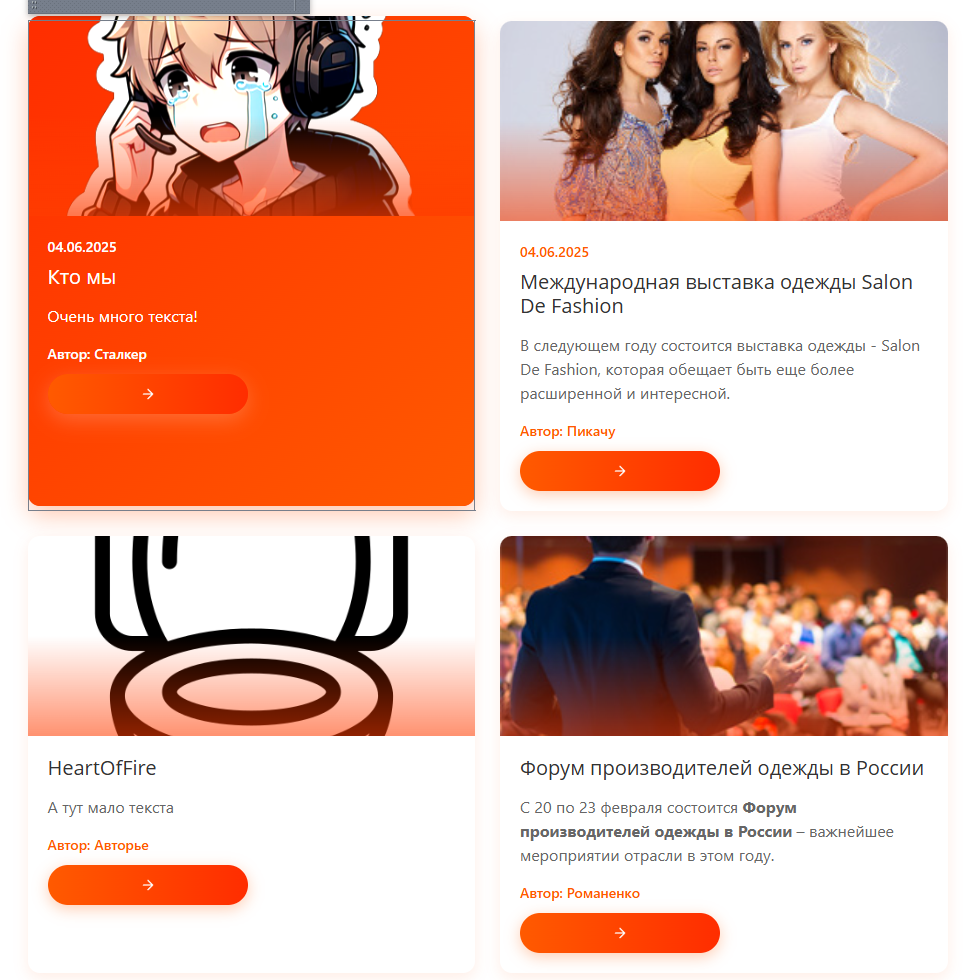 04.06.2025
Кто мы
Очень много текста!
Автор: Сталкер
04.06.2025
Международная выставка одежды Salon
De Fashion
В следующем году состоится выставка одежды - Salon
De Fashion, которая обещает быть еще более
расширенной и интересной.
Автор: Пикачу
HeartOfFire
А тут мало текста
Автор: Авторье
Форум производителей одежды в России
С 20 по 23 февраля состоится Форум
производителей одежды в России – важнейшее
мероприятии отрасли в этом году.
Автор: Романенко